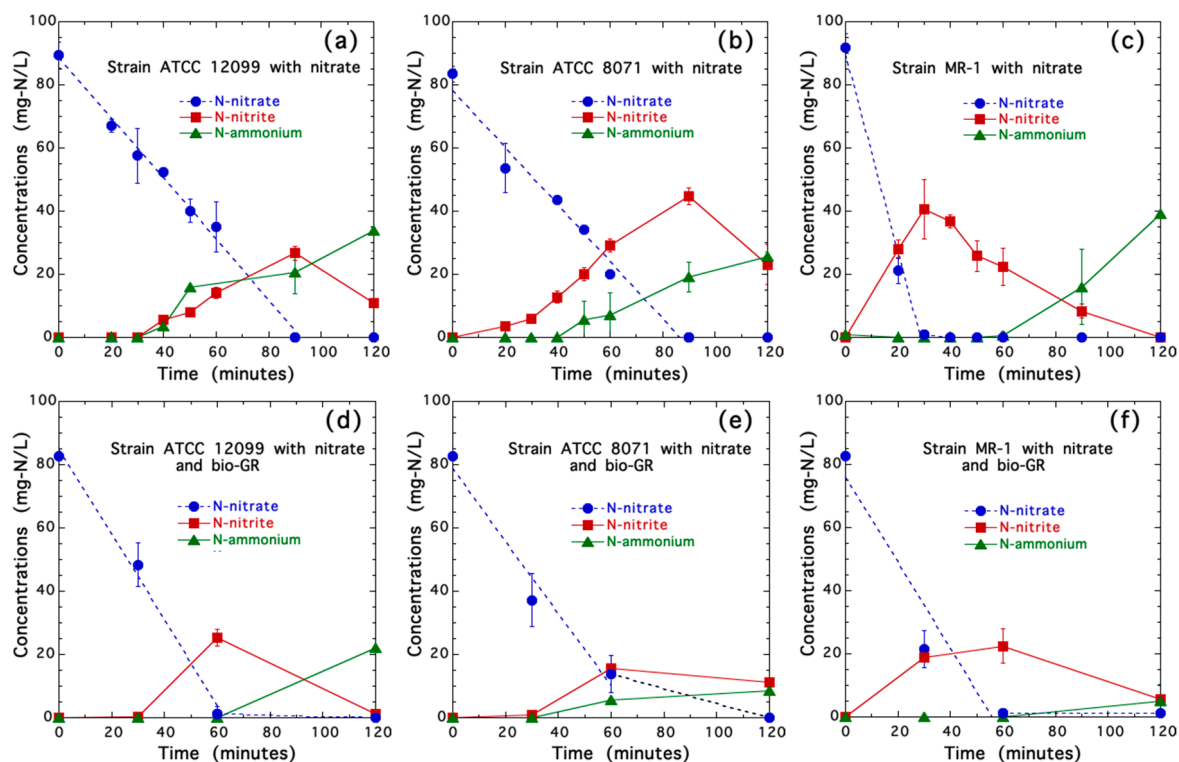 (a)
Strain ATCC 12099 with nitrate
N-nitrate
N-nitrite
N-ammonium
Concentrations (mg-N/L)
100
80
60
40
20
0
0 20 40 60 80 100 120
Time (minutes)
(b)
Strain ATCC 8071 with nitrate
N-nitrate
N-nitrite
N-ammonium
Concentrations (mg-N/L)
100
80
60
40
20
0
0 20 40 60 80 100 120
Time (minutes)
(c)
Strain MR-1 with nitrate
N-nitrate
N-nitrite
N-ammonium
Concentrations (mg-N/L)
100
80
60
40
20
0
0 20 40 60 80 100 120
Time (minutes)
(d)
Strain ATCC 12099 with nitrate
and bio-GR
N-nitrate
N-nitrite
N-ammonium
Concentrations (mg-N/L)
100
80
60
40
20
0
0 20 40 60 80 100 120
Time (minutes)
(e)
Strain ATCC 8071 with nitrate
and bio-GR
N-nitrate
N-nitrite
N-ammonium
Concentrations (mg-N/L)
100
80
60
40
20
0
0 20 40 60 80 100 120
Time (minutes)
(f)
Strain MR-1 with nitrate
and bio-GR
N-nitrate
N-nitrite
N-ammonium
Concentrations (mg-N/L)
100
80
60
40
20
0
0 20 40 60 80 100 120
Time (minutes)